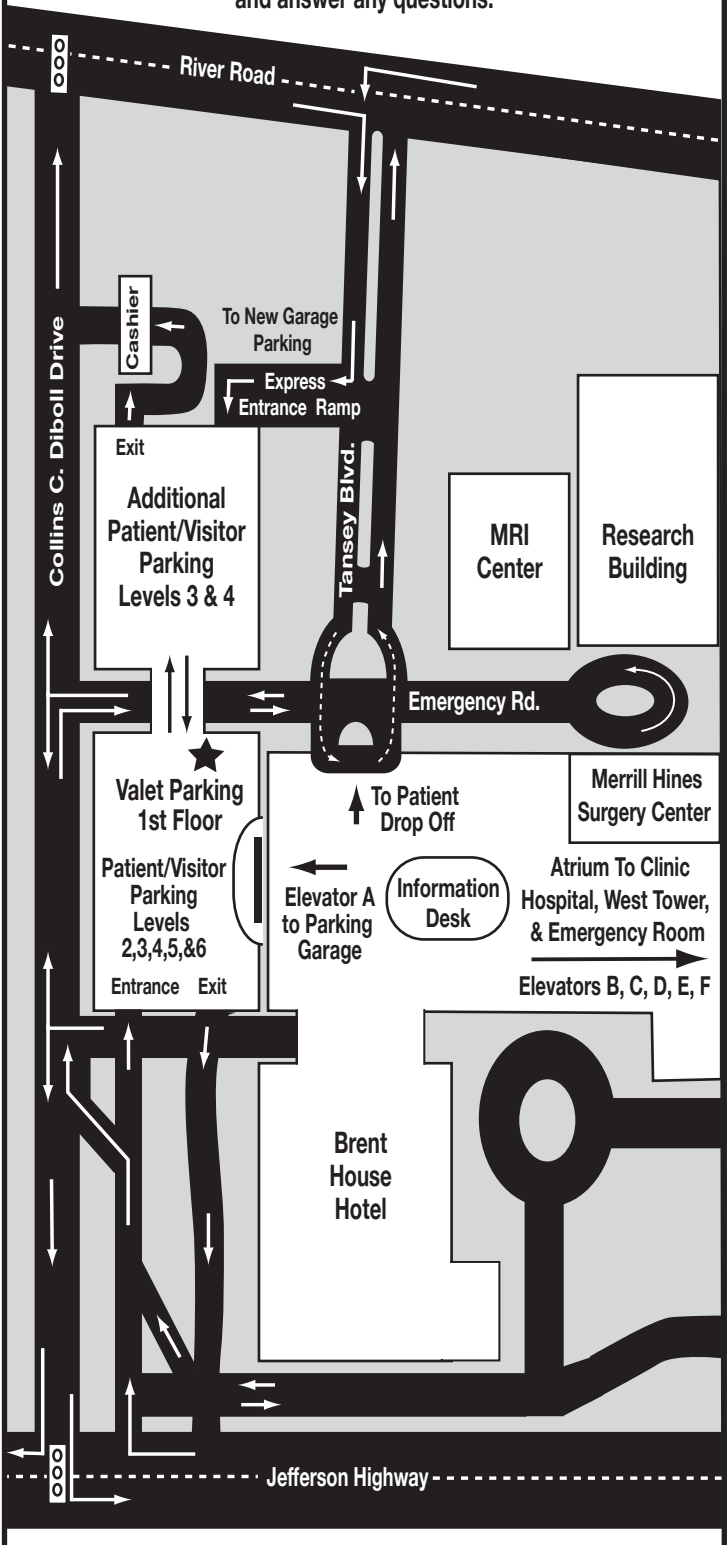 and answer any questions.
River Road
Cashier
To New Garage
Parking
Express
Entrance Ramp
Collins C. Diboll Drive
Exit
Additional
Patient/Visitor
Parking
Levels 3 & 4
Tansey Blvd.
MRI
Center
Research
Building
Emergency Rd.
Valet Parking
1st Floor
Patient/Visitor
Parking
Levels
2,3,4,5,&6
Entrance Exit
To Patient
Drop Off
Elevator A
to Parking
Garage
Information
Desk
Merrill Hines
Surgery Center
Atrium To Clinic
Hospital, West Tower,
& Emergency Room
Elevators B, C, D, E, F
Brent
House
Hotel
Jefferson Highway